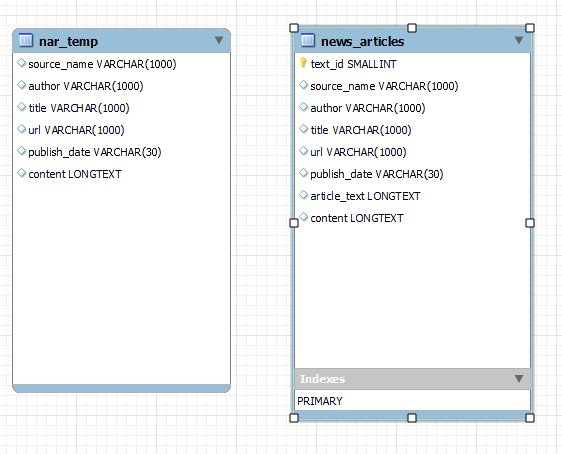 nar_temp
source_name VARCHAR(1000)
author VARCHAR(1000)
title VARCHAR(1000)
url VARCHAR(1000)
publish_date VARCHAR(30)
content LONGTEXT
news_articles
text_id SMALLINT
source_name VARCHAR(1000)
author VARCHAR(1000)
title VARCHAR(1000)
url VARCHAR(1000)
publish_date VARCHAR(30)
article_text LONGTEXT
content LONGTEXT
Indexes
PRIMARY